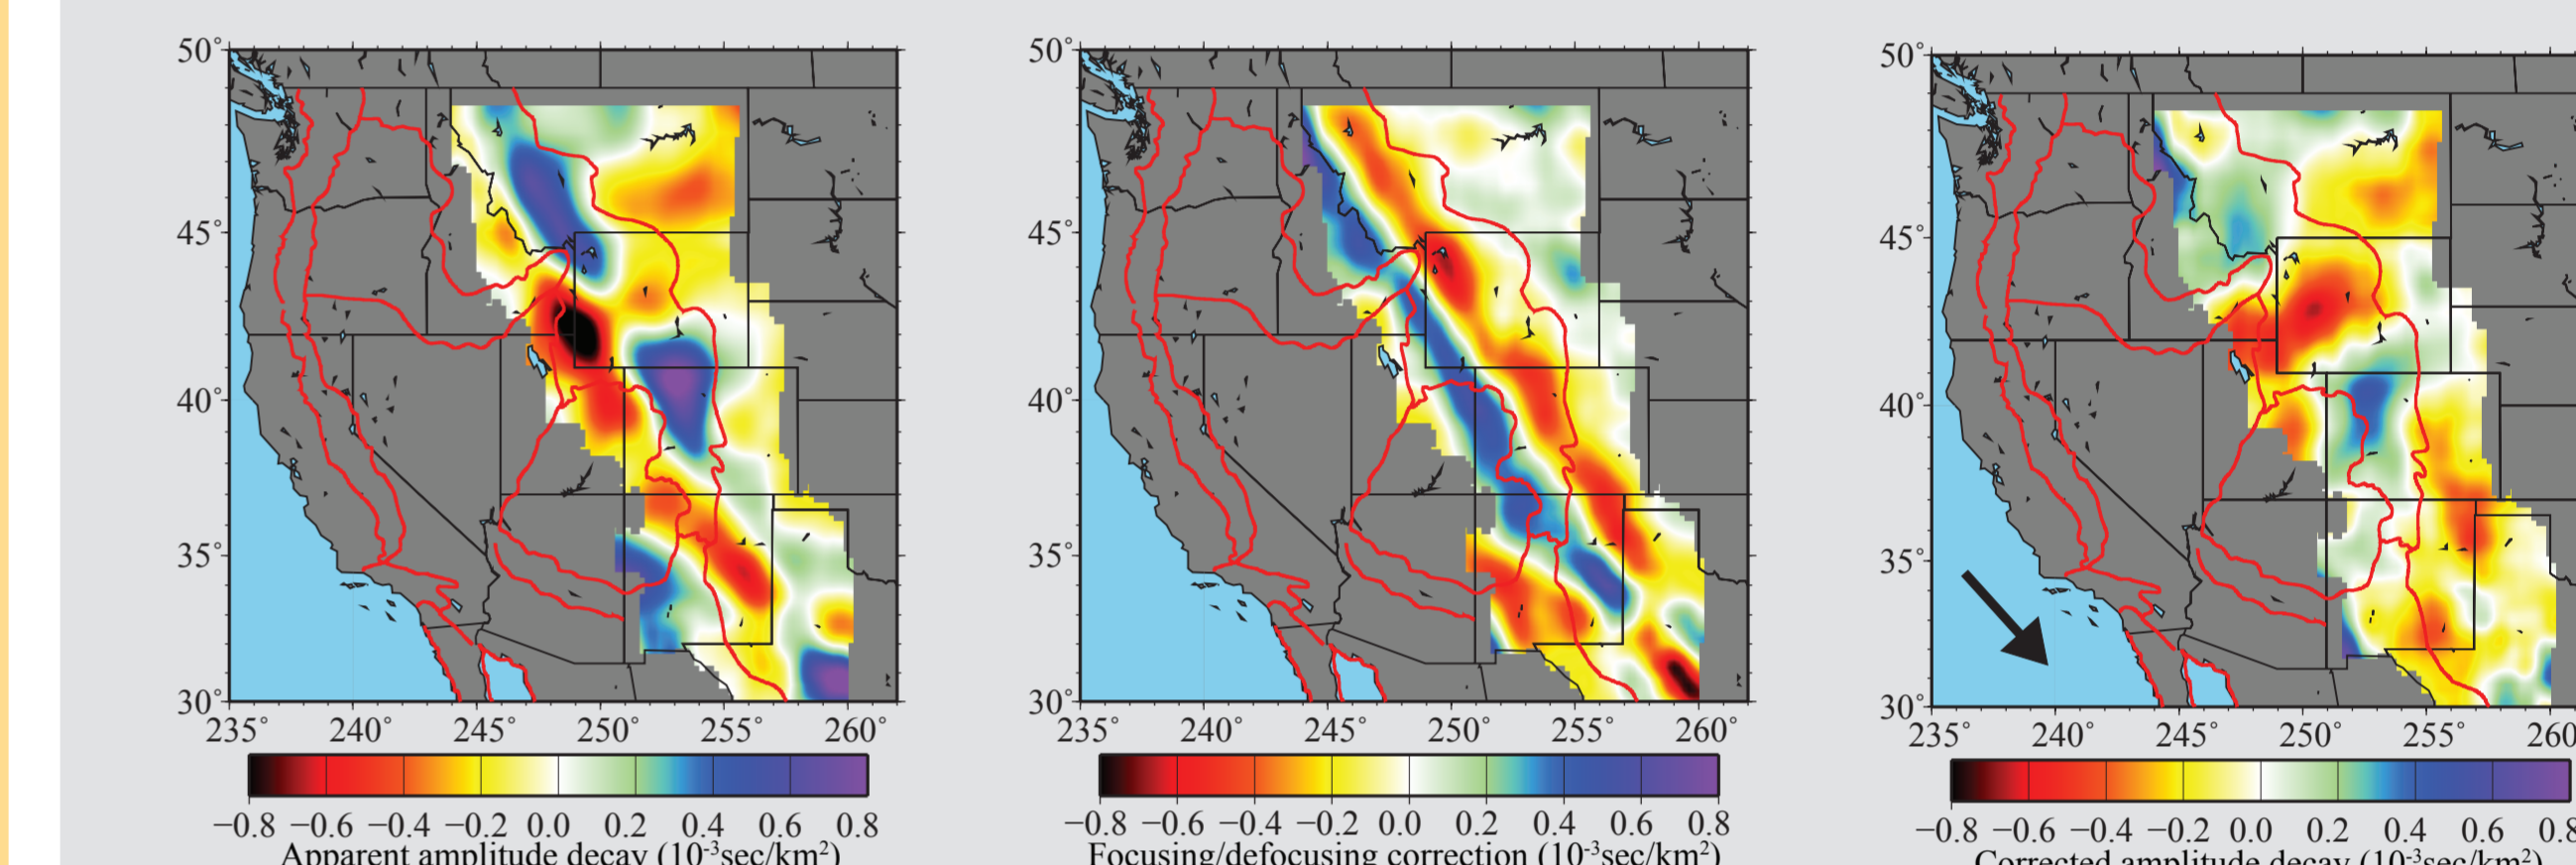 50°
45°
40°
35°
30°
235° 240° 245° 250° 255° 260°
−0.8 −0.6 −0.4 −0.2 0.0 0.2 0.4 0.6 0.8
Apparent amplitude decay (10⁻³sec/km²)
50°
45°
40°
35°
30°
235° 240° 245° 250° 255° 260°
−0.8 −0.6 −0.4 −0.2 0.0 0.2 0.4 0.6 0.8
Focusing/defocusing correction (10⁻³sec/km²)
50°
45°
40°
35°
30°
235° 240° 245° 250° 255° 260
−0.8 −0.6 −0.4 −0.2 0.0 0.2 0.4 0.6 0.8
Corrected amplitude decay (10⁻³sec/km²)